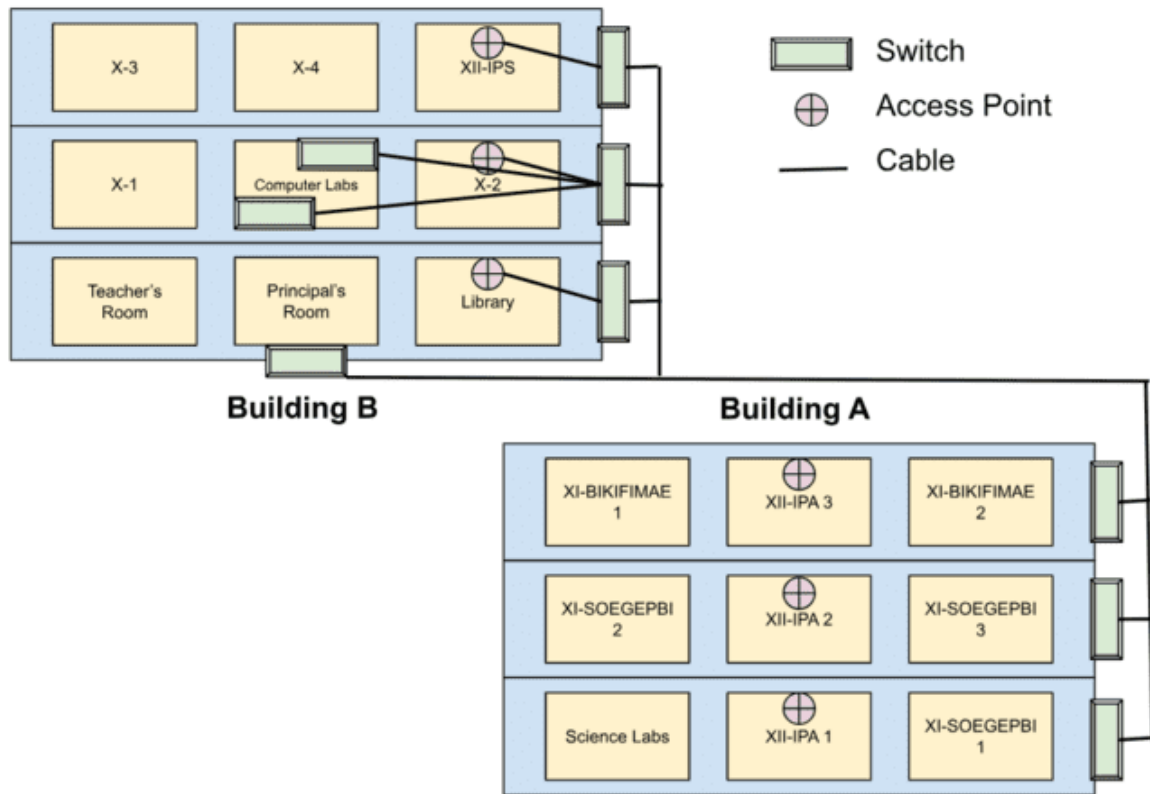 X-3
X-4
XII-IPS
Switch
Access Point
Cable
X-1
Computer Labs
X-2
Teacher's
Room
Principal's
Room
Library
Building B
Building A
XI-BIKIFIMAE
1
XII-IPA 3
XI-BIKIFIMAE
2
XI-SOEGEPBI
2
XII-IPA 2
XI-SOEGEPBI
3
Science Labs
XII-IPA 1
XI-SOEGEPBI
1